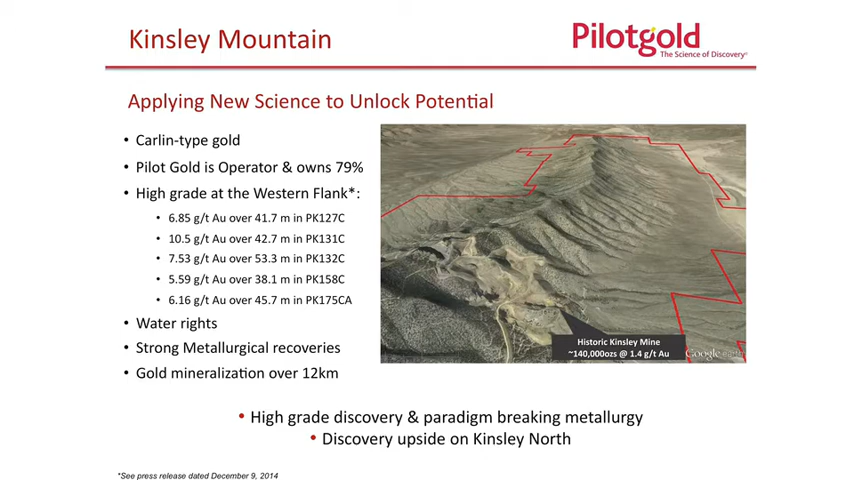 Kinsley Mountain
Pilotgold
The Science of Discovery
Applying New Science to Unlock Potential
• Carlin-type gold
• Pilot Gold is Operator & owns 79%
• High grade at the Western Flank*:
• 6.85 g/t Au over 41.7 m in PK127C
• 10.5 g/t Au over 42.7 m in PK131C
• 7.53 g/t Au over 53.3 m in PK132C
• 5.59 g/t Au over 38.1 m in PK158C
• 6.16 g/t Au over 45.7 m in PK175CA
• Water rights
• Strong Metallurgical recoveries
• Gold mineralization over 12km
Historic Kinsley Mine
~140,000ozs @ 1.4 g/t Au
Google earth
• High grade discovery & paradigm breaking metallurgy
• Discovery upside on Kinsley North
*See press release dated December 9, 2014